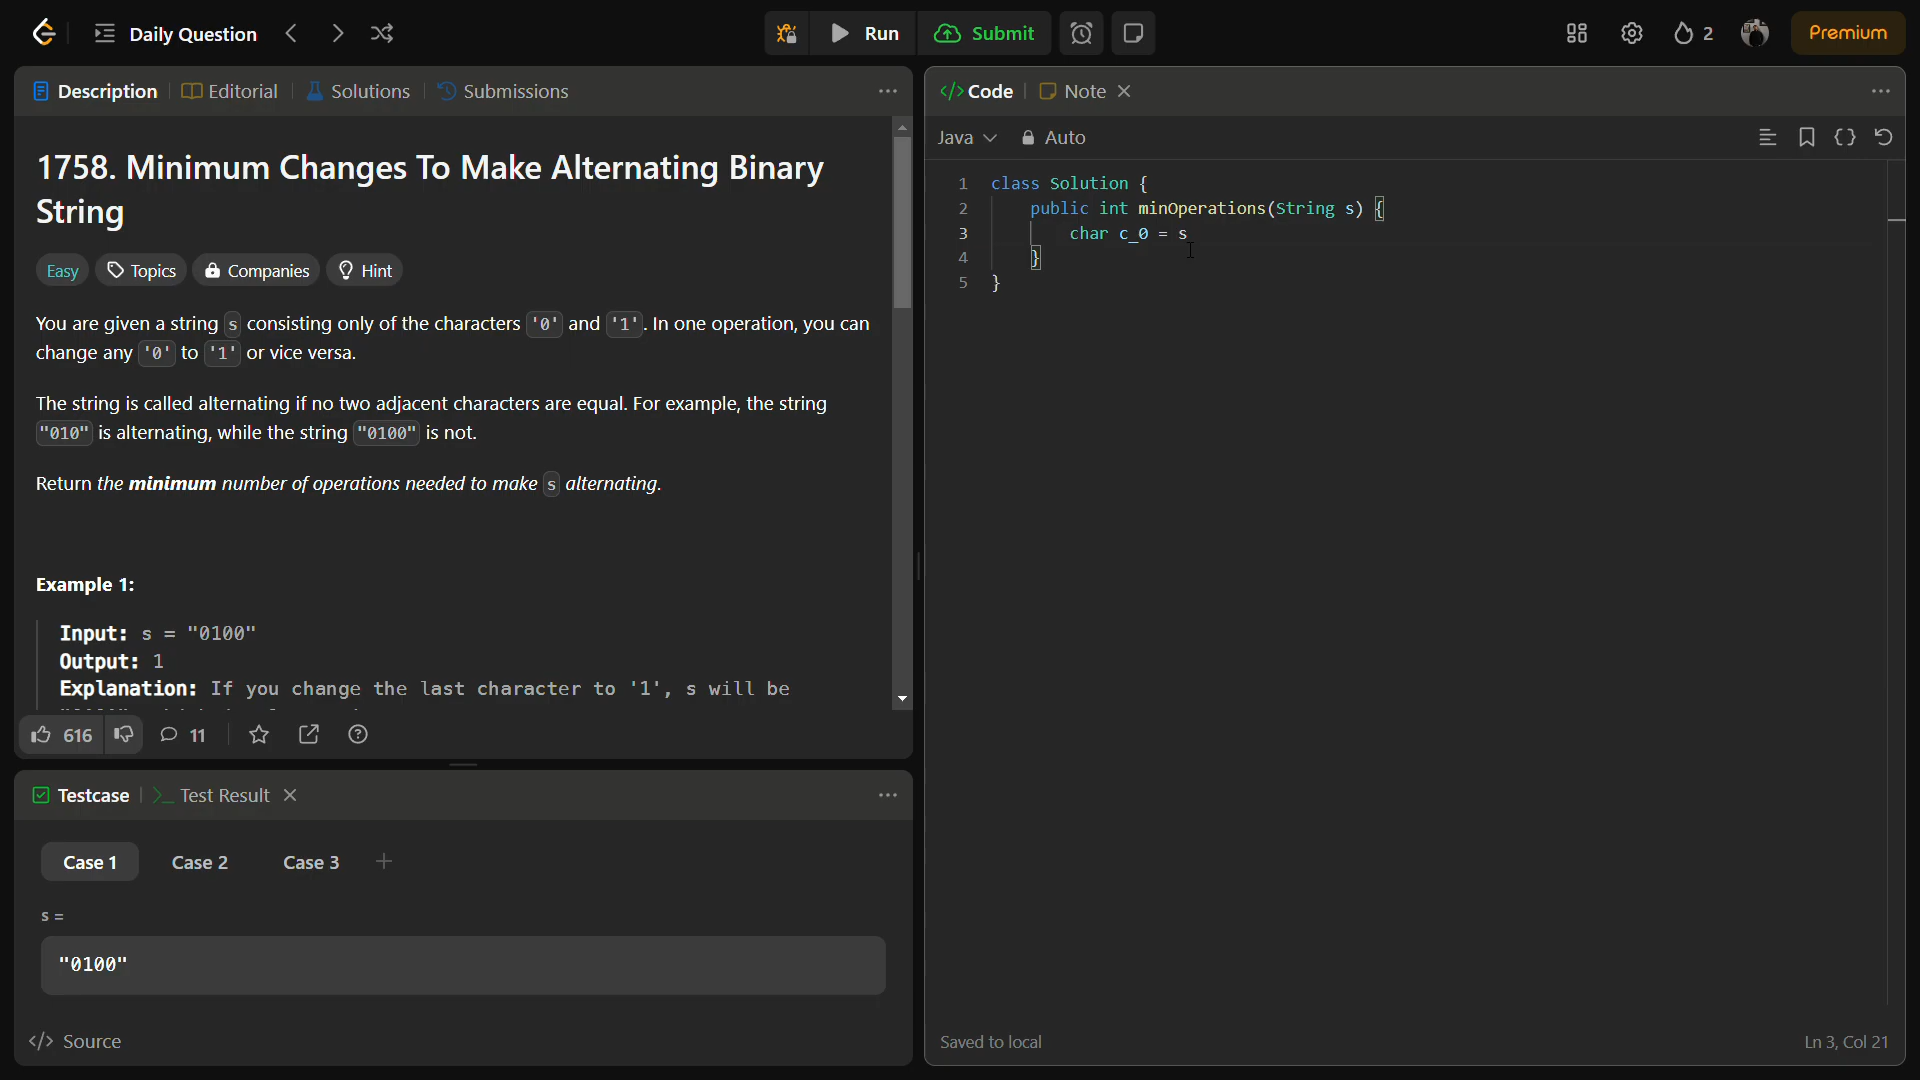 Daily Question
Run
Submit
2
Premium
Description
Editorial
Solutions
Submissions
1758. Minimum Changes To Make Alternating Binary
String
Easy
Topics
Companies
Hint
You are given a string s consisting only of the characters '0' and '1'. In one operation, you can
change any '0' to '1' or vice versa.
The string is called alternating if no two adjacent characters are equal. For example, the string
"010" is alternating, while the string "0100" is not.
Return the minimum number of operations needed to make s alternating.
Example 1:
Input: s = "0100"
Output: 1
Explanation: If you change the last character to '1', s will be
616
11
Testcase
Test Result
Case 1
Case 2
Case 3
s =
"0100"
Source
Code
Note
Java
Auto
1 class Solution {
2 public int minOperations(String s) {
3 char c_0 = s
4 }
5 }
Saved to local
Ln 3, Col 21